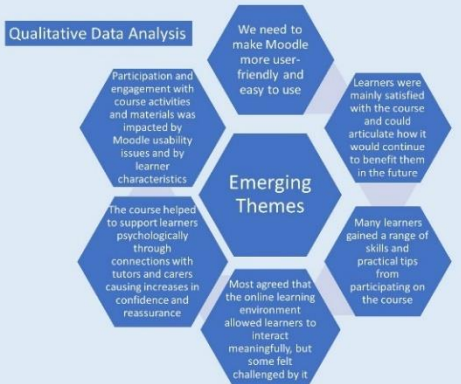 Qualitative Data Analysis
We need to
make Moodle
more user-
friendly and
easy to use
Learners were
mainly satisfied
with the course
and could
articulate how it
would continue
to benefit them
in the future
Many learners
gained a range of
skills and
practical tips
from
participating on
the course
Most agreed that
the online learning
environment
allowed learners to
interact
meaningfully, but
some felt
challenged by it
The course helped
to support learners
psychologically
through
connections with
tutors and carers
causing increases in
confidence and
reassurance
Participation and
engagement with
course activities
and materials was
impacted by
Moodle usability
issues and by
learner
characteristics
Emerging
Themes